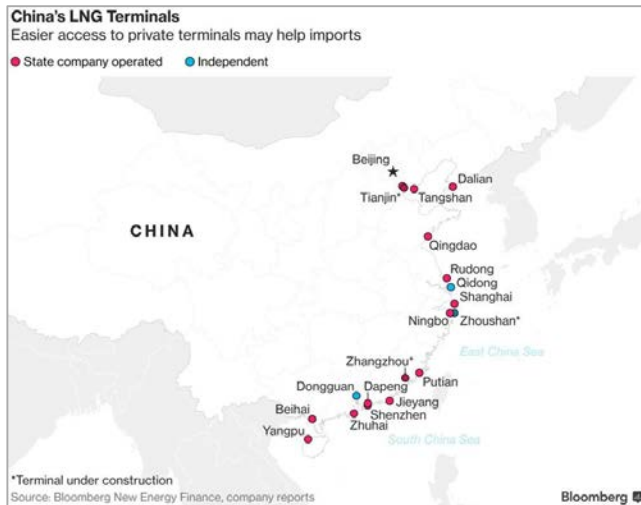 China's LNG Terminals
Easier access to private terminals may help imports
State company operated
Independent
Beijing
Dalian
Tianjin*
Tangshan
CHINA
Qingdao
Rudong
Qidong
Shanghai
Ningbo
Zhoushan*
East China Sea
Zhangzhou*
Putian
Dongguan
Dapeng
Jieyang
Beihai
Shenzhen
Zhuhai
Yangpu
South China Sea
*Terminal under construction
Source: Bloomberg New Energy Finance, company reports
Bloomberg